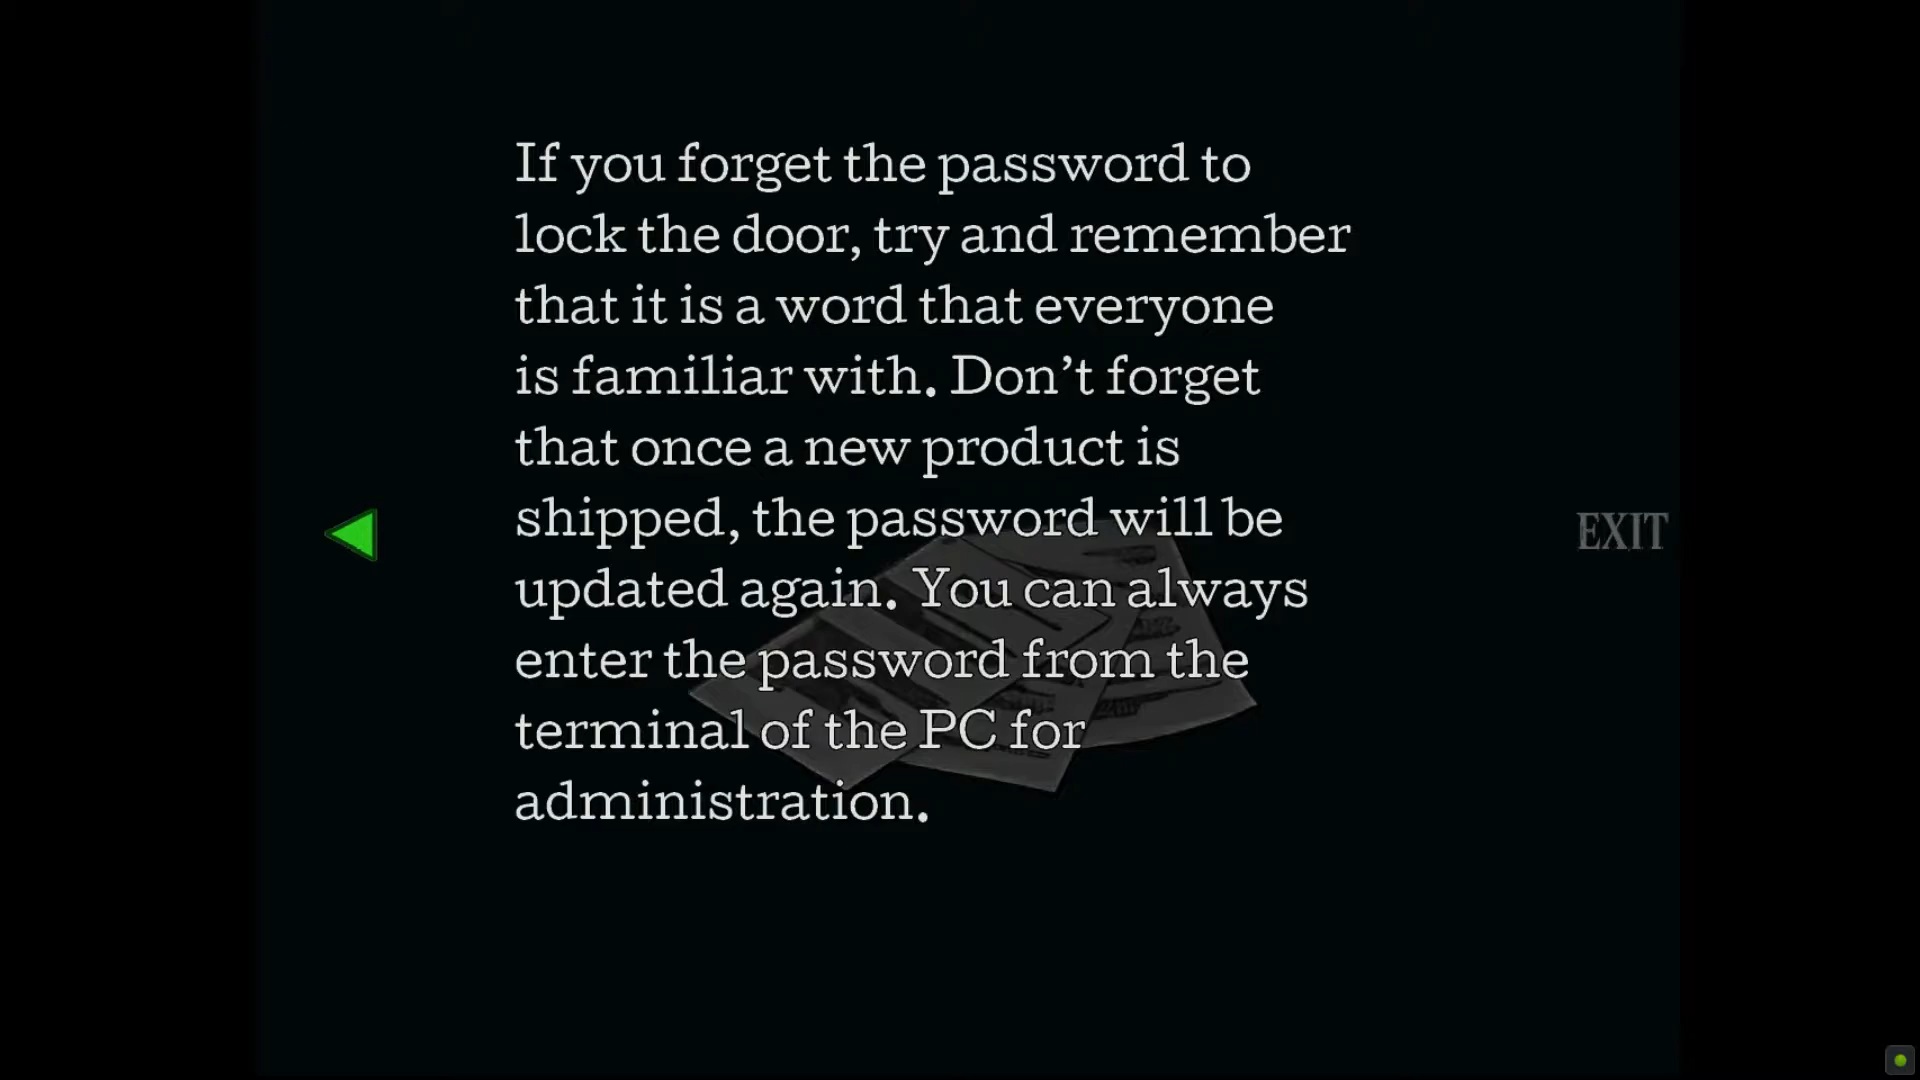 If you forget the password to
lock the door, try and remember
that it is a word that everyone
is familiar with. Don’t forget
that once a new product is
shipped, the password will be
updated again. You can always
enter the password from the
terminal of the PC for
administration.
EXIT